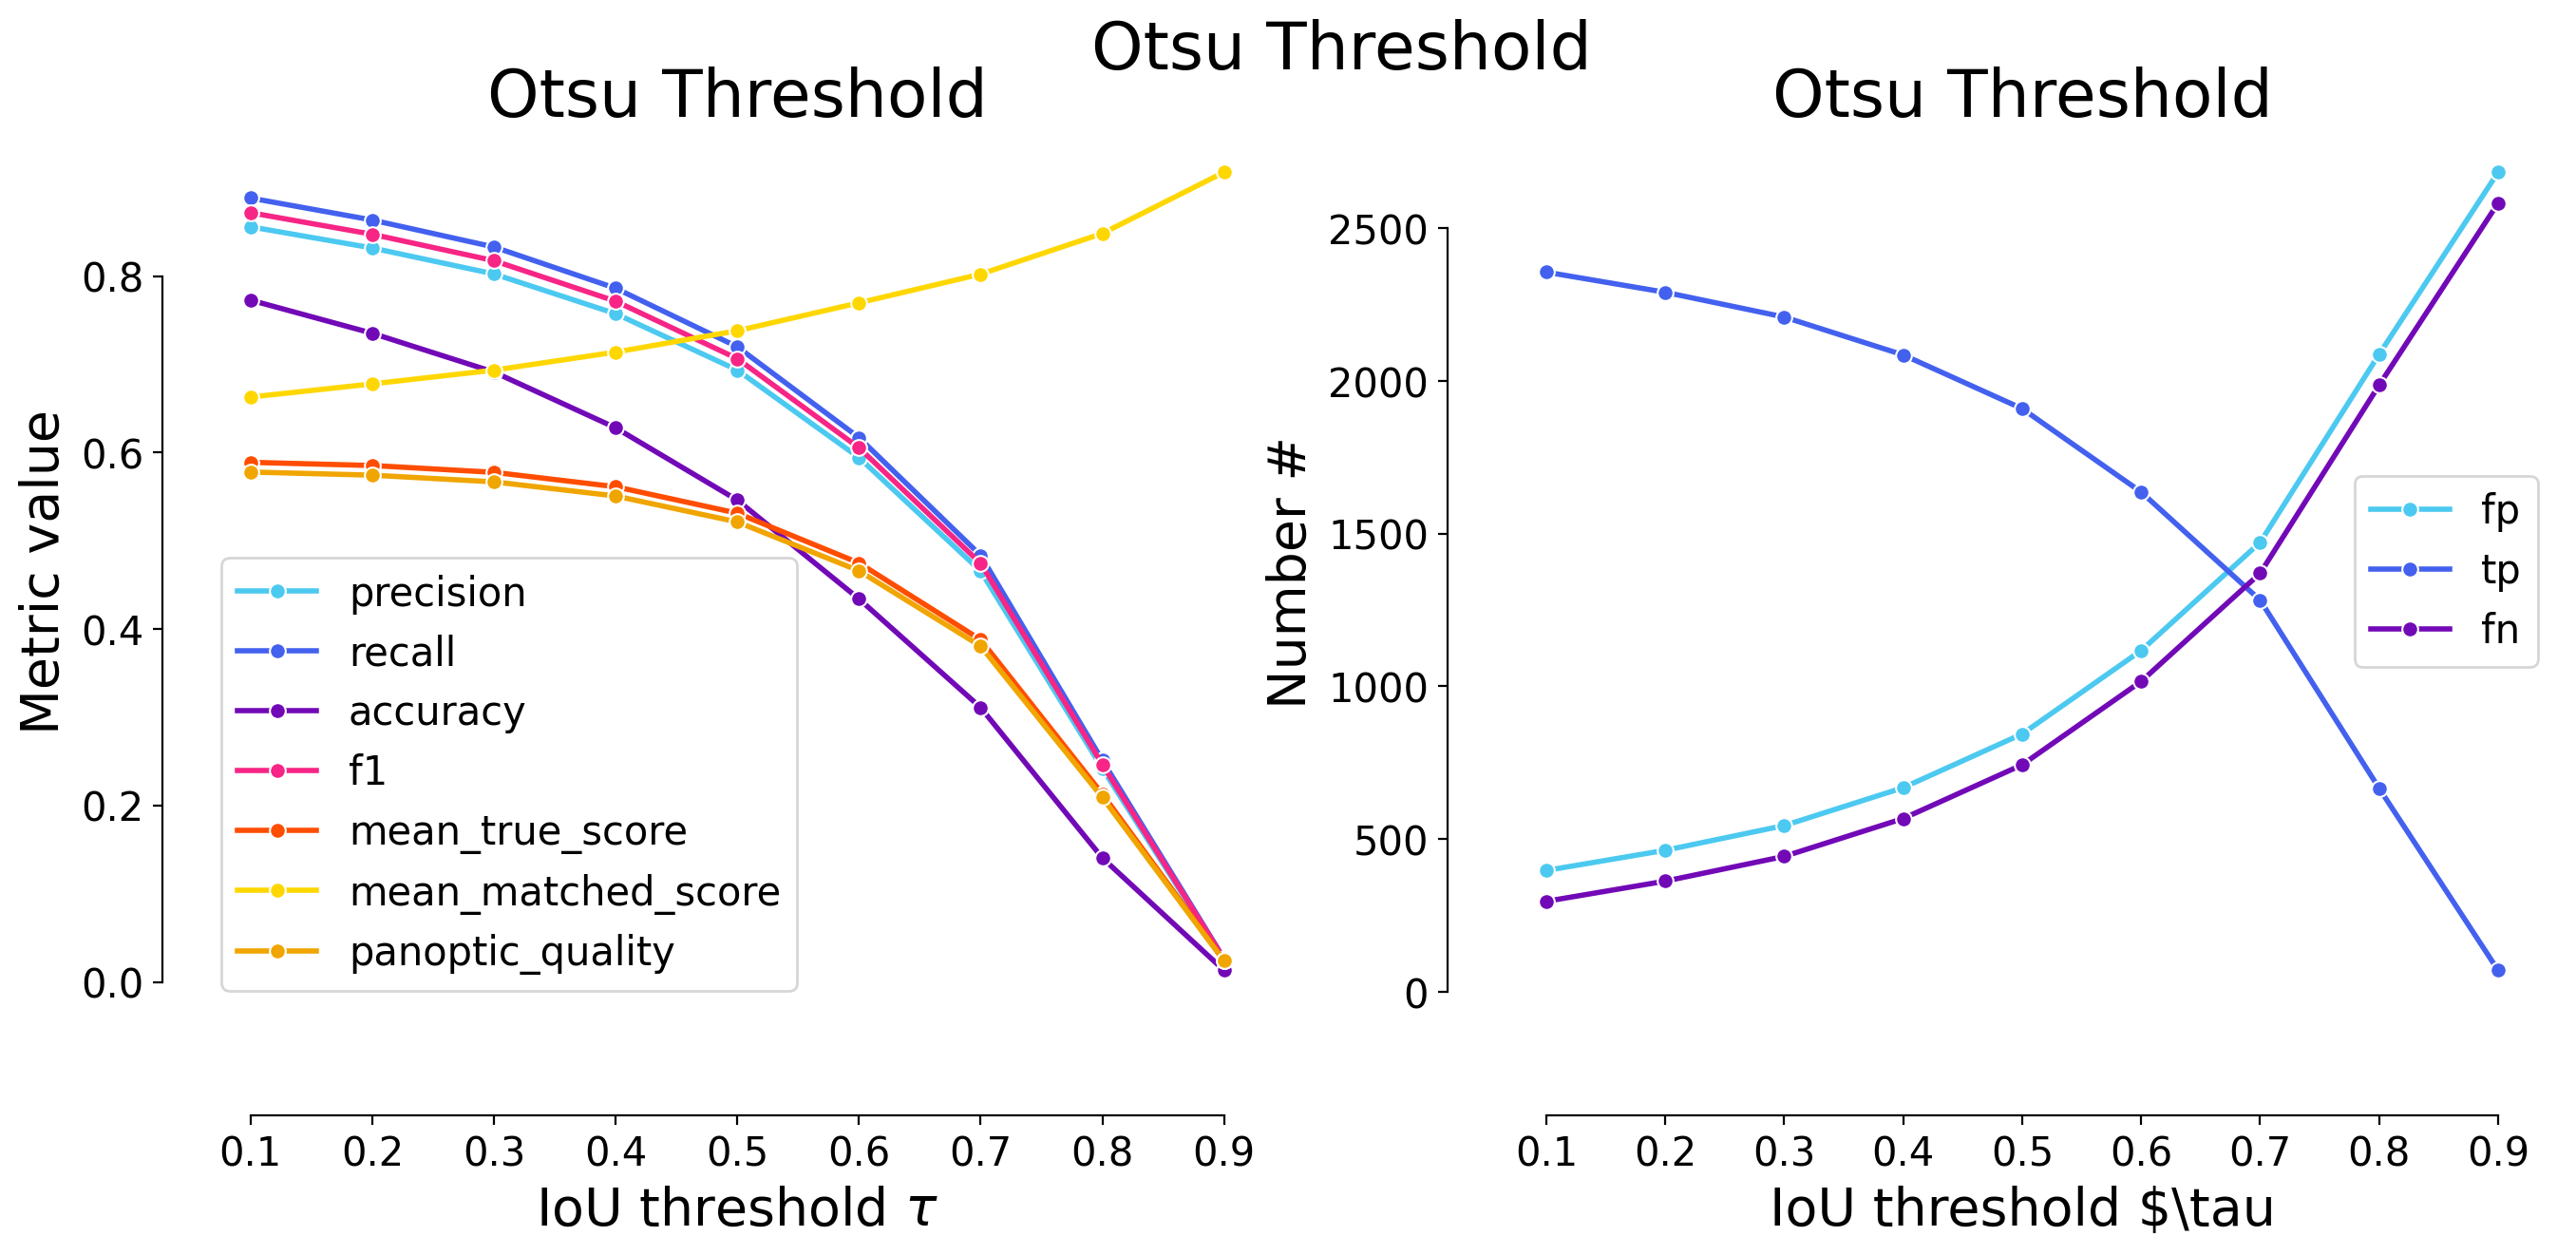 Otsu Threshold
Otsu Threshold
Metric value
0.8
0.6
0.4
0.2
0.0
precision
recall
accuracy
f1
mean_true_score
mean_matched_score
panoptic_quality
0.1 0.2 0.3 0.4 0.5 0.6 0.7 0.8 0.9
IoU threshold τ
Otsu Threshold
Number #
2500
2000
1500
1000
500
0
fp
tp
fn
0.1 0.2 0.3 0.4 0.5 0.6 0.7 0.8 0.9
IoU threshold $\tau